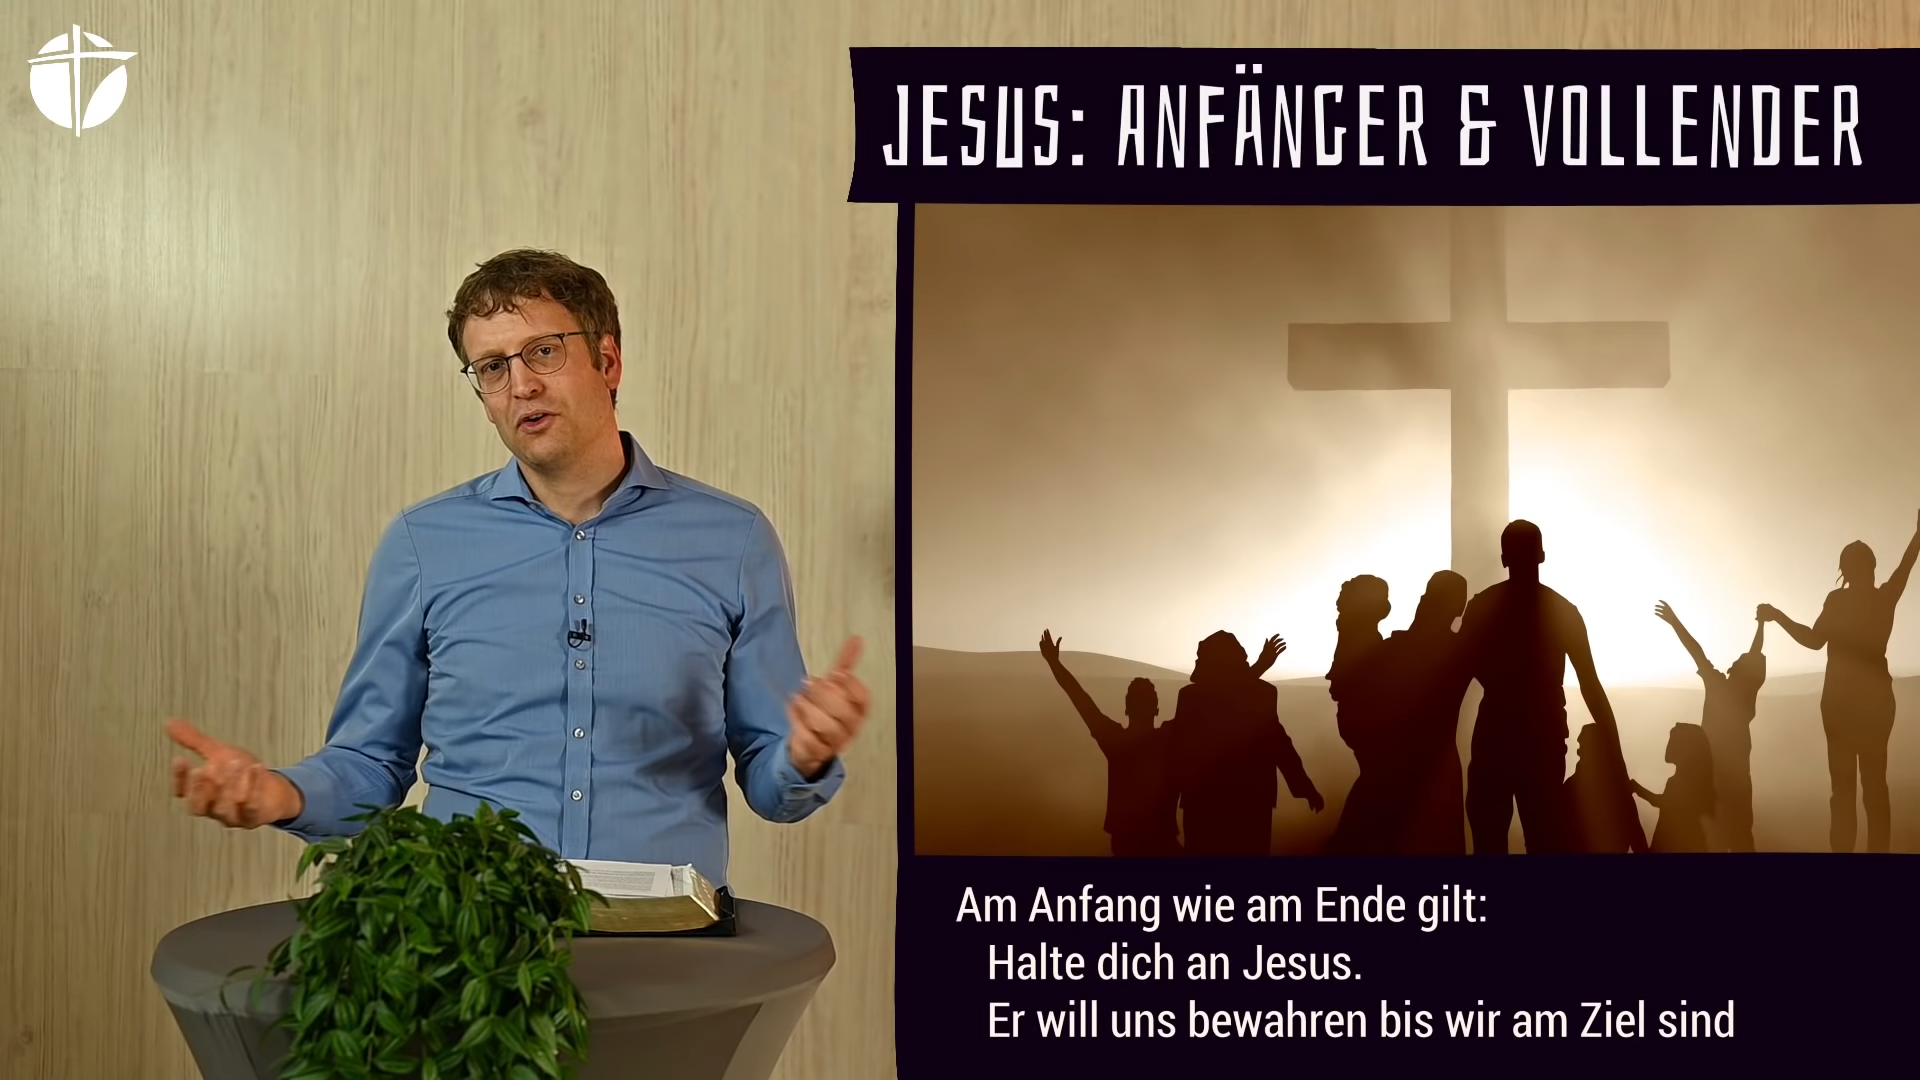 JESUS: ANFÄNGER & VOLLENDER
Am Anfang wie am Ende gilt:
Halte dich an Jesus.
Er will uns bewahren bis wir am Ziel sind